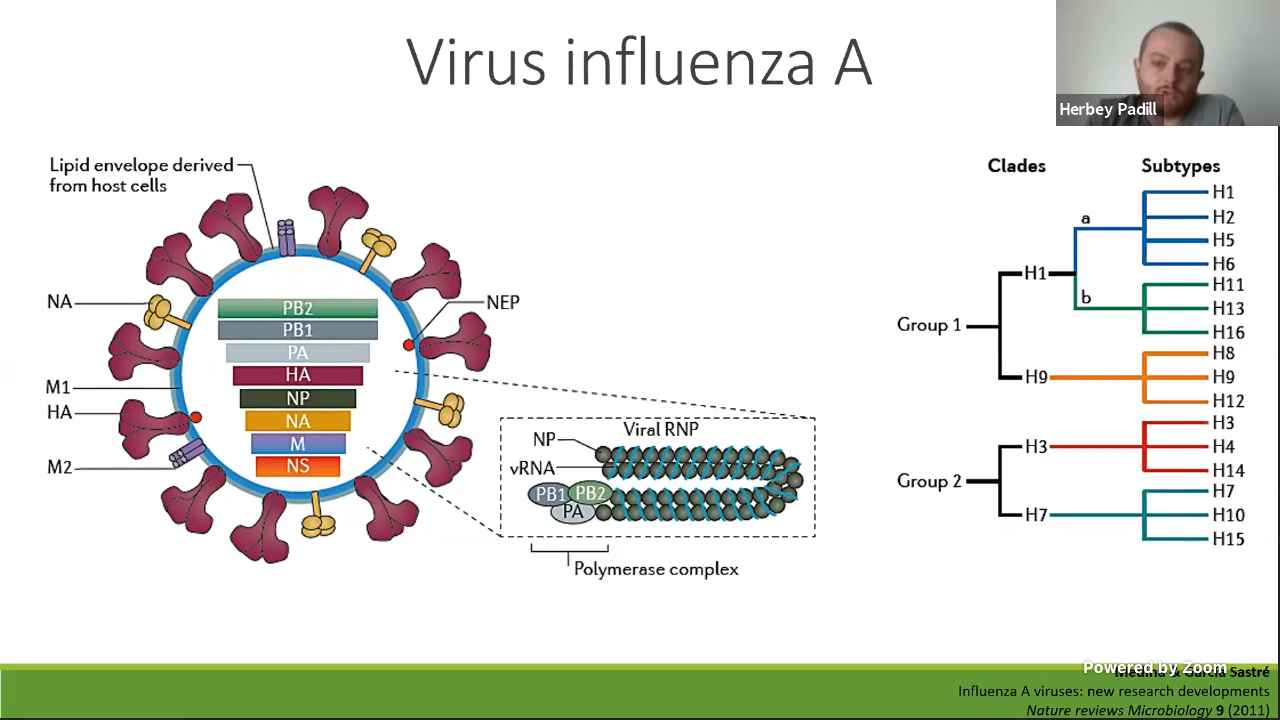 Virus influenza A
Herbey Padill
Lipid envelope derived
from host cells
NA
M1
HA
M2
NEP
PB2
PB1
PA
HA
NP
NA
M
NS
Viral RNP
NP
vRNA
PB1
PB2
PA
Polymerase complex
Clades
Subtypes
Group 1
H1
a
H1
H2
H5
H6
b
H11
H13
H16
H9
H8
H9
H12
Group 2
H3
H3
H4
H14
H7
H7
H10
H15
Powered by Zoom
Medina & García Sastré
Influenza A viruses: new research developments
Nature reviews Microbiology 9 (2011)